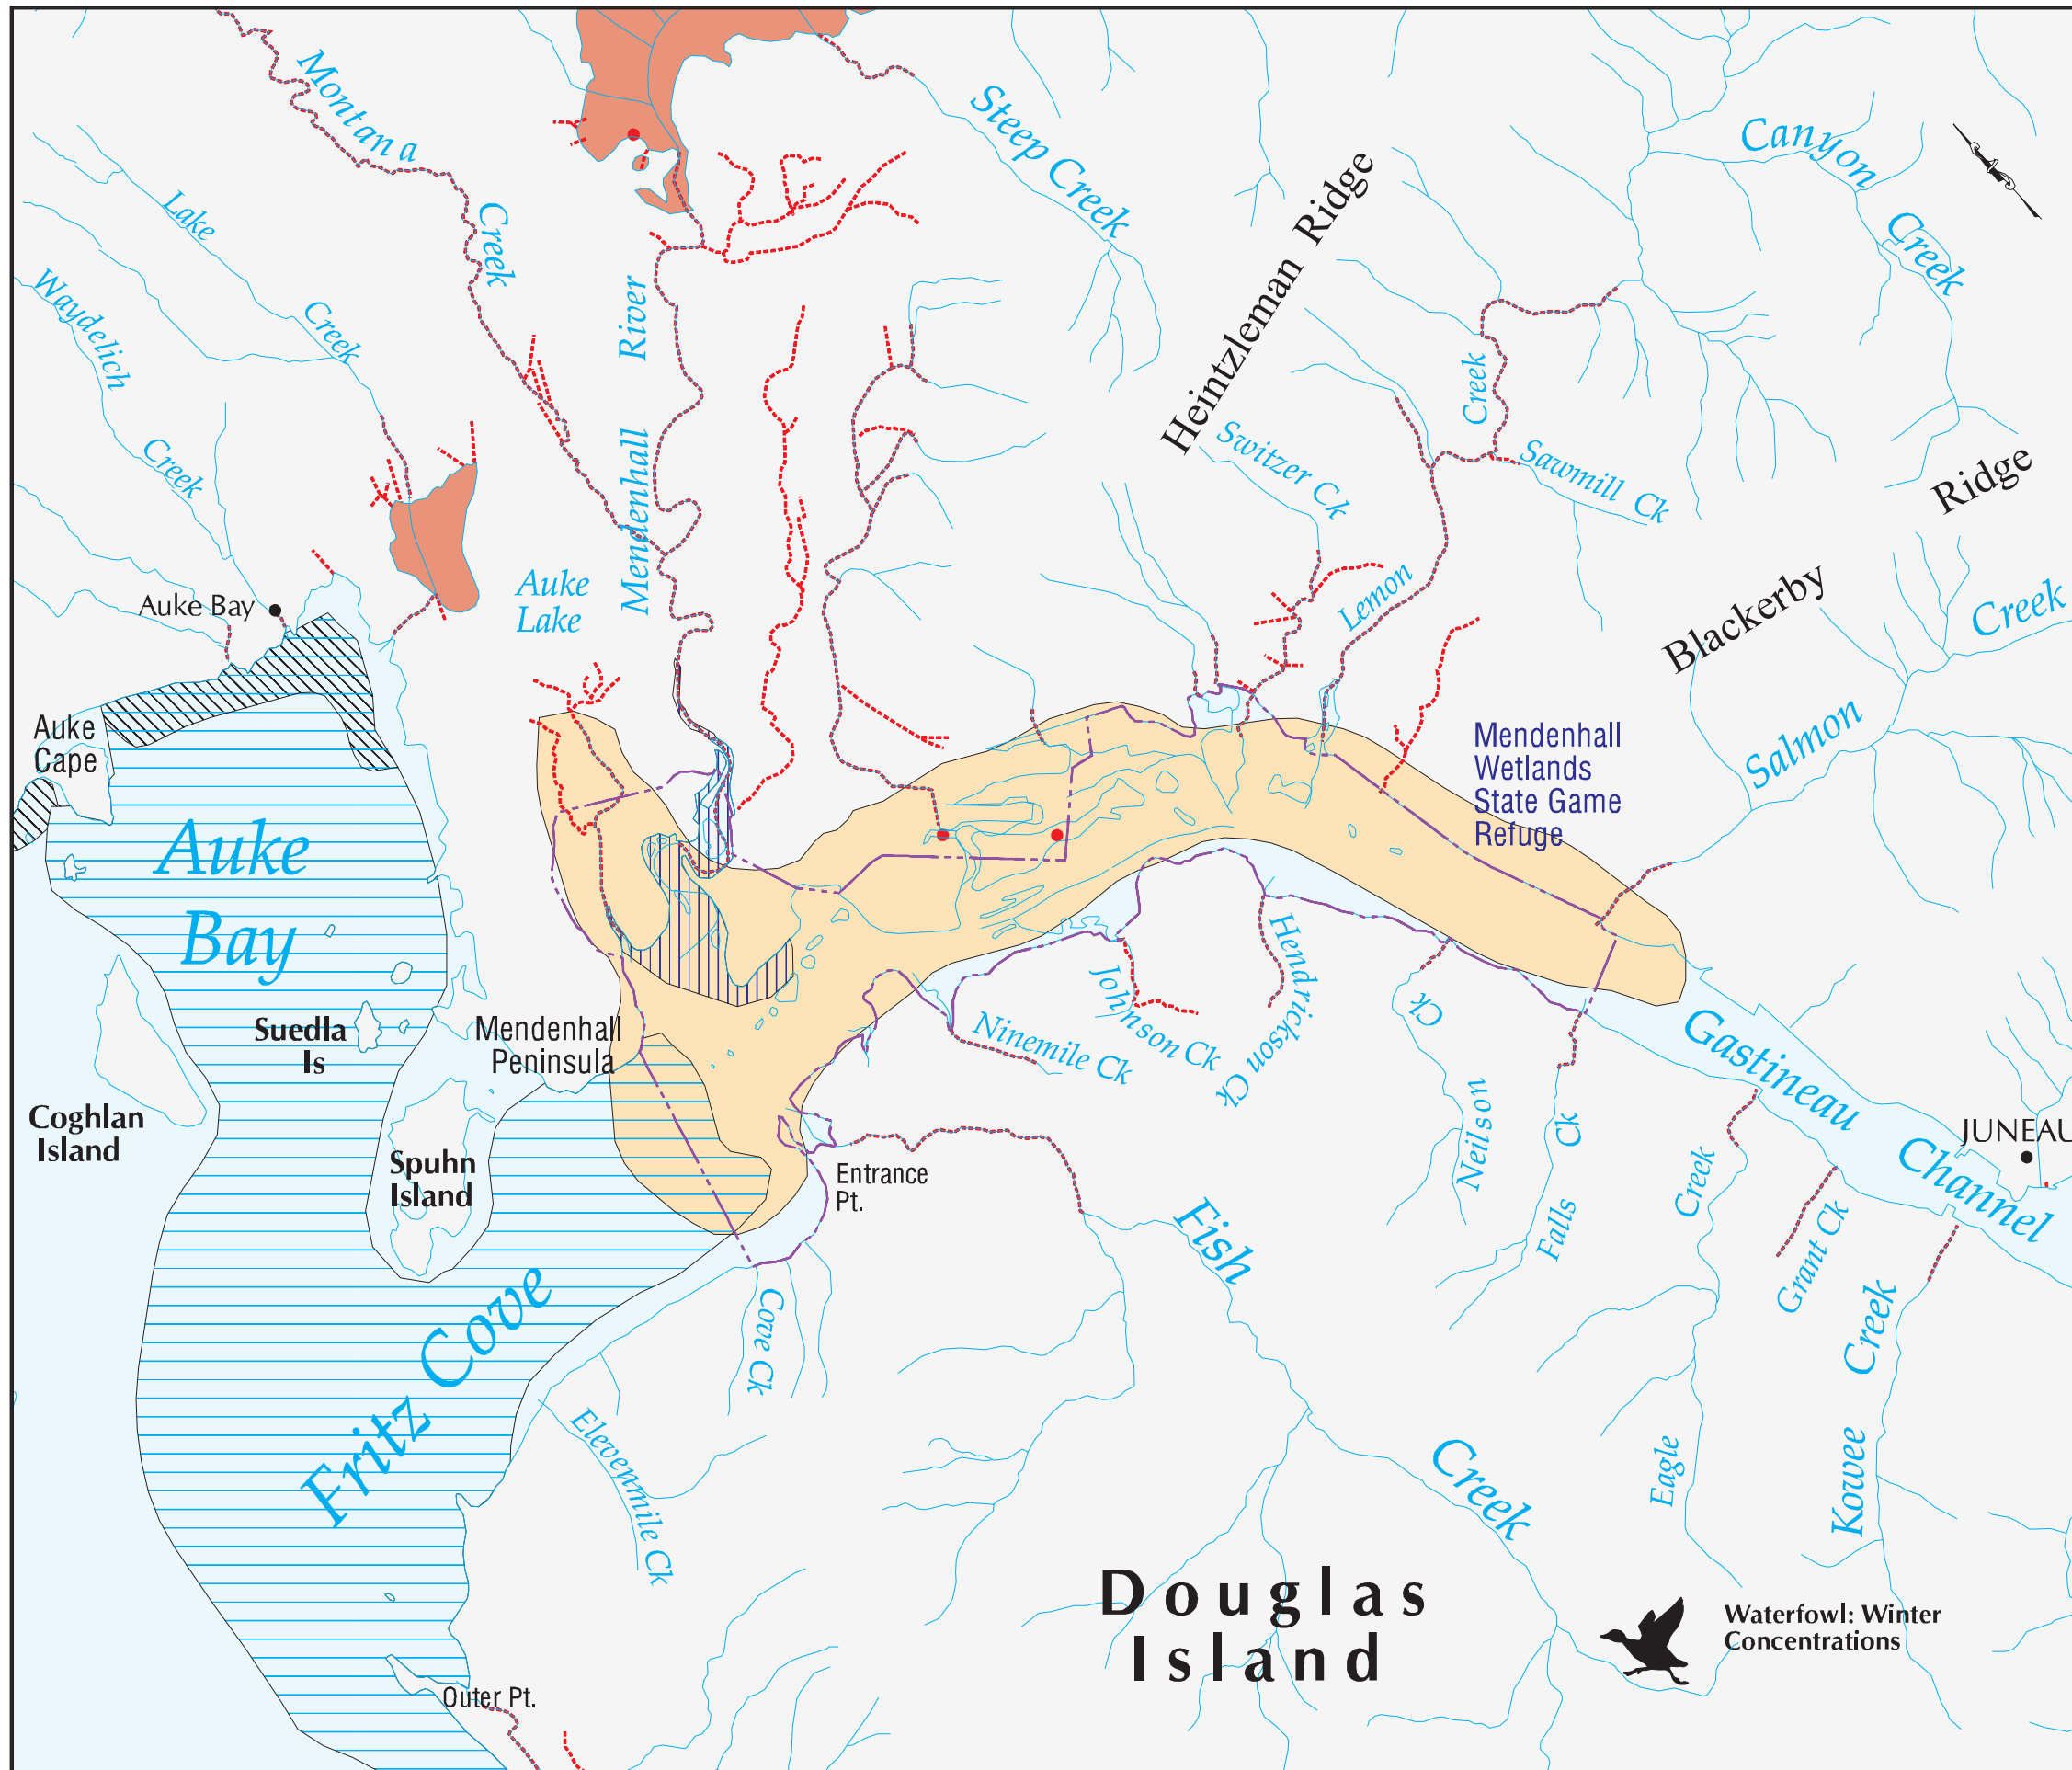 Montana
Creek
Steep Creek
Canyon
Creek
Lake
Creek
Waydelich
Creek
River
Mendenhall
Heintzleman Ridge
Creek
Lemon
Switzer Ck
Sawmill Ck
Ridge
Blackerby
Creek
Salmon
Auke
Lake
Auke Bay
Auke
Cape
Mendenhall
Wetlands
State Game
Refuge
Auke
Bay
Suedla
Is
Mendenhall
Peninsula
Coghlan
Island
Spuhn
Island
Ninemile Ck
Johnson Ck
Hendrickson
Ck
Ck
Neilson
Ck
Falls
Gastineau
Channel
JUNEAU
Entrance
Pt.
Creek
Eagle
Grant Ck
Creek
Kowee
Fish
Creek
Cove Ck
Fritz Cove
Elevenmile Ck
Douglas
Island
Waterfowl: Winter
Concentrations
Outer Pt.